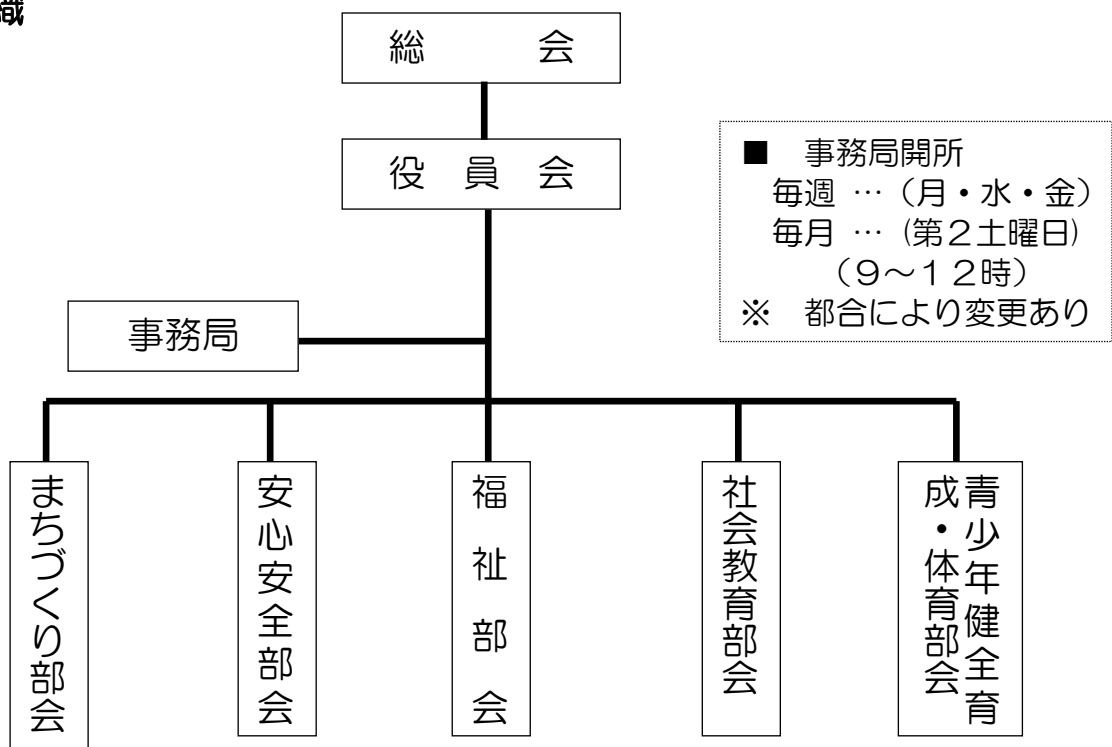 織
総　会
役　員　会
■　事務局開所
毎週 …（月・水・金）
毎月 …（第２土曜日）
（９～１２時）
※　都合により変更あり
事務局
まちづくり部会
安心安全部会
福祉部会
社会教育部会
青少年健全育
成・体育部会